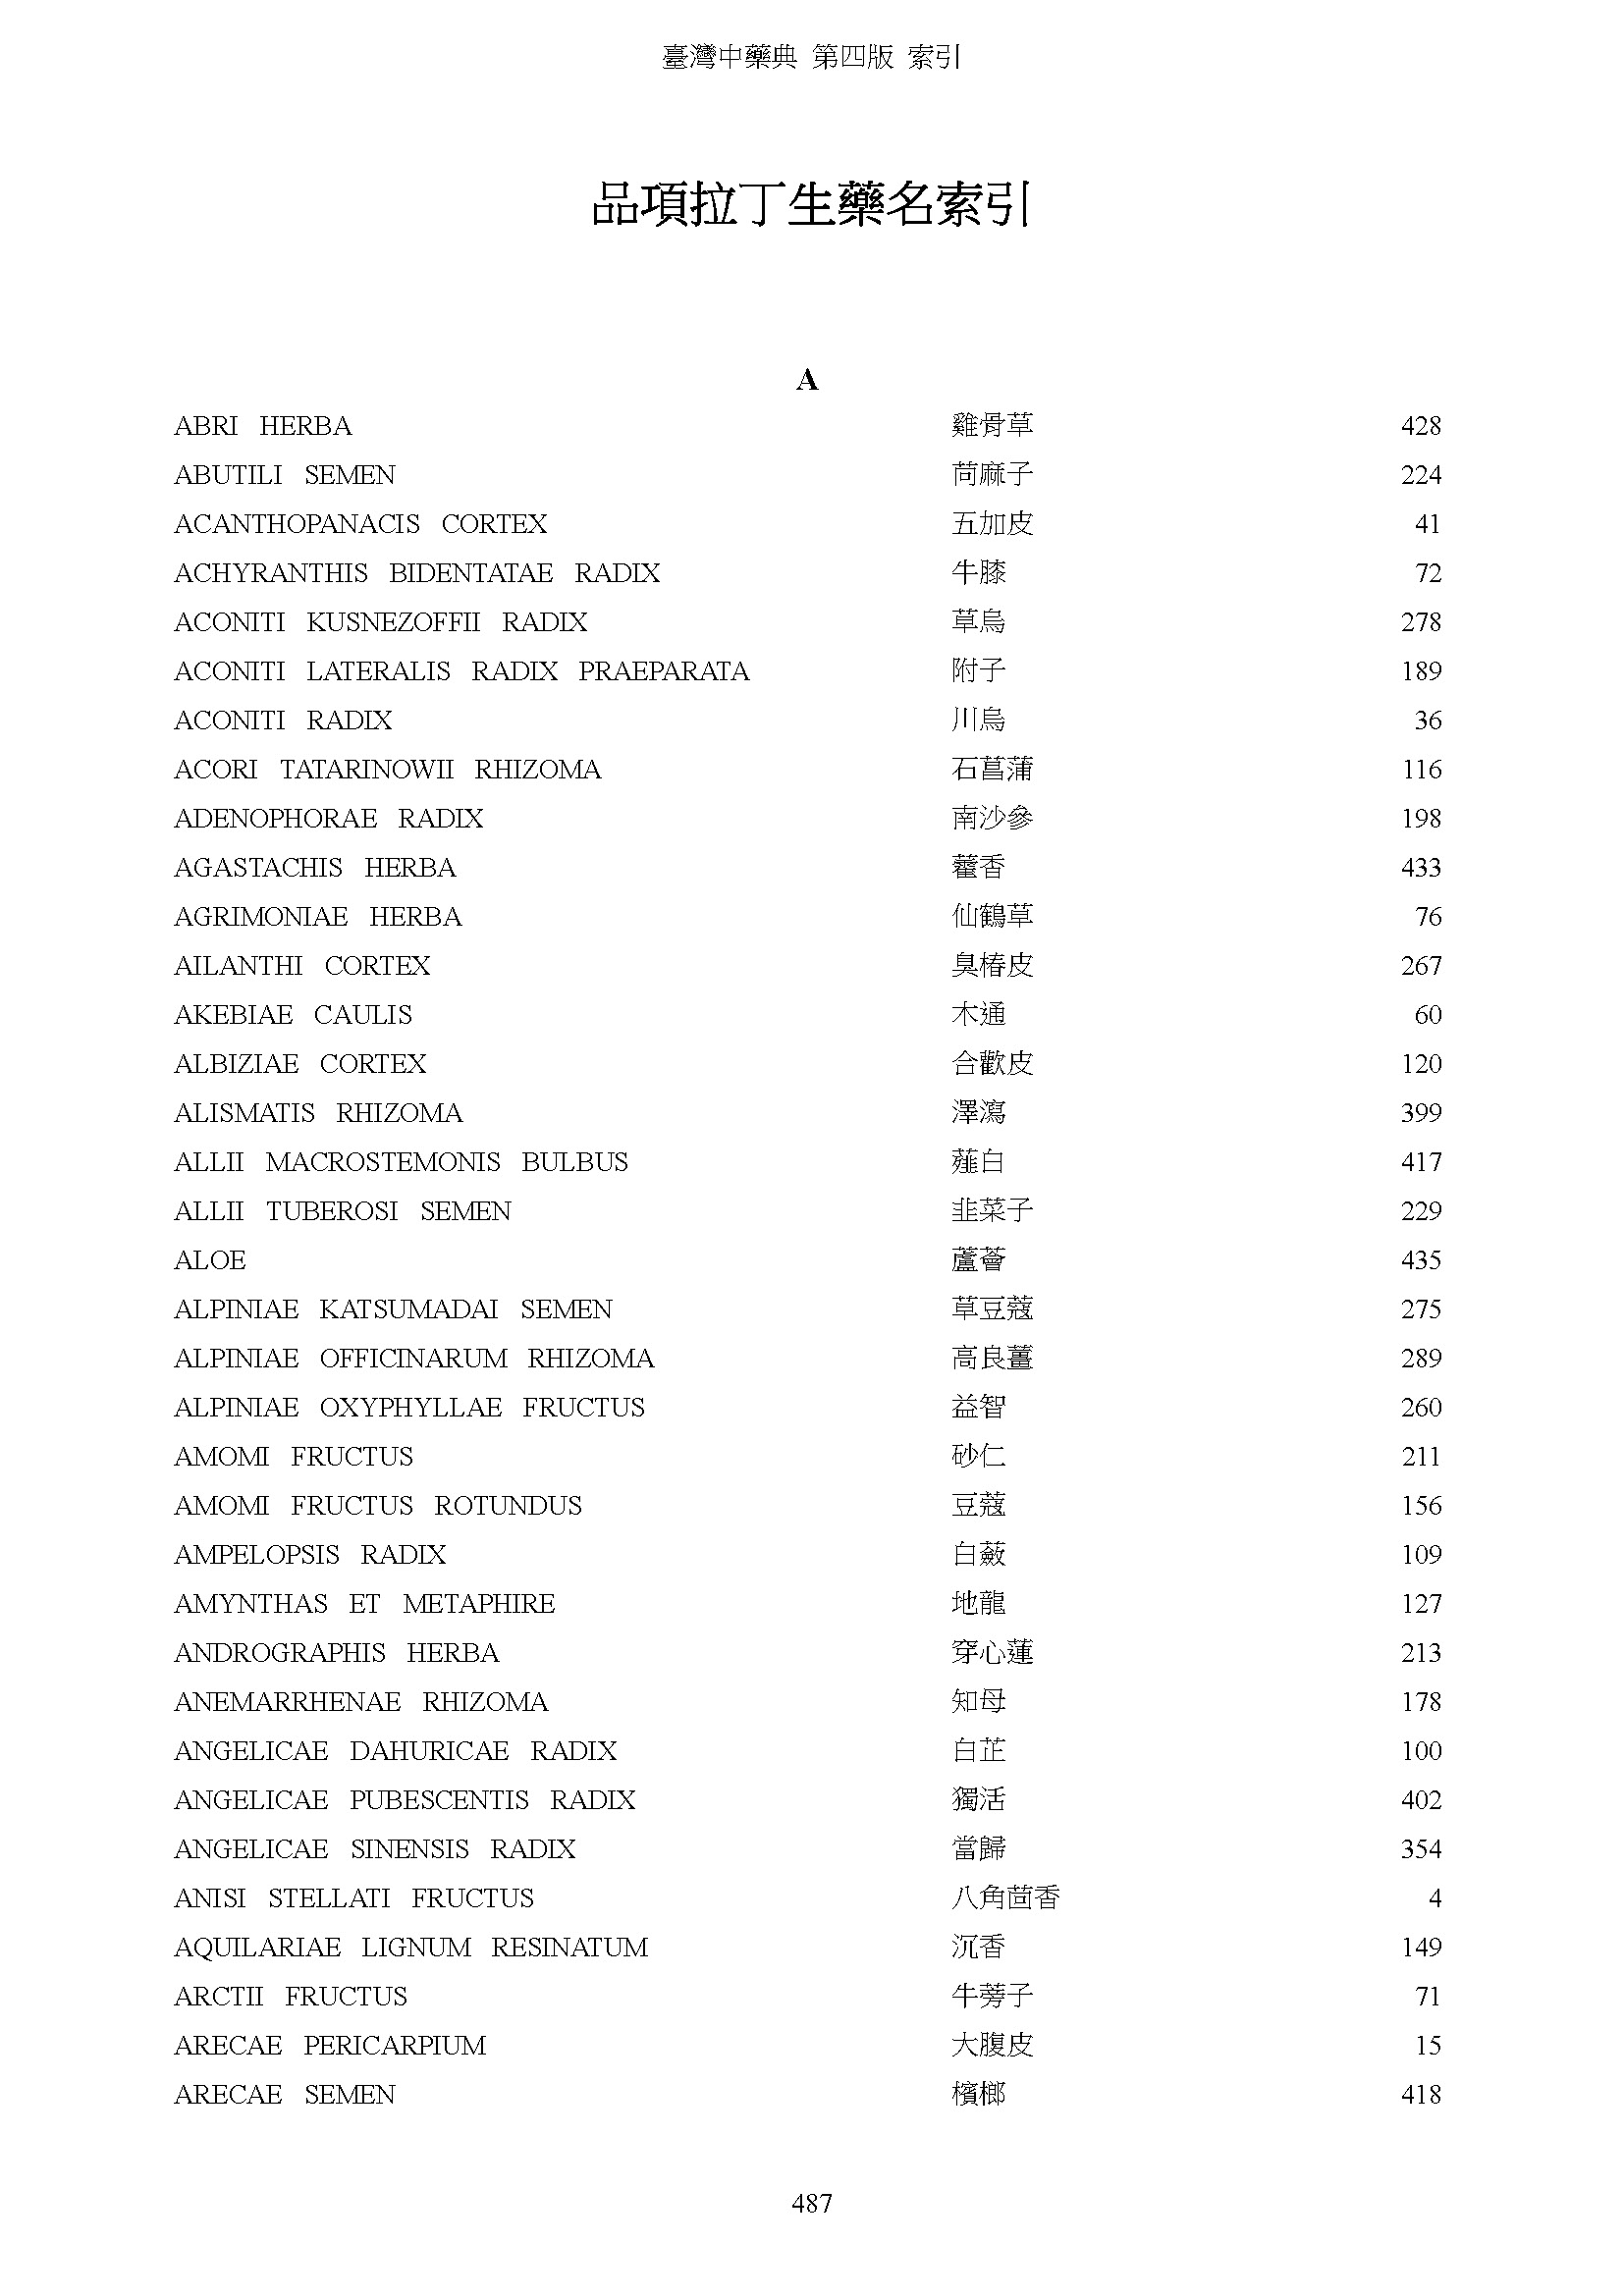 臺灣中藥典 第四版 索引
品項拉丁生藥名索引
A
ABRI HERBA 雞骨草 428
ABUTILI SEMEN 苘麻子 224
ACANTHOPANACIS CORTEX 五加皮 41
ACHYRANTHIS BIDENTATAE RADIX 牛膝 72
ACONITI KUSNEZOFFII RADIX 草烏 278
ACONITI LATERALIS RADIX PRAEPARATA 附子 189
ACONITI RADIX 川烏 36
ACORI TATARINOWII RHIZOMA 石菖蒲 116
ADENOPHORAE RADIX 南沙參 198
AGASTACHIS HERBA 藿香 433
AGRIMONIAE HERBA 仙鶴草 76
AILANTHI CORTEX 臭椿皮 267
AKEBIAE CAULIS 木通 60
ALBIZIAE CORTEX 合歡皮 120
ALISMATIS RHIZOMA 澤瀉 399
ALLII MACROSTEMONIS BULBUS 薤白 417
ALLII TUBEROSI SEMEN 韭菜子 229
ALOE 蘆薈 435
ALPINIAE KATSUMADAI SEMEN 草豆蔻 275
ALPINIAE OFFICINARUM RHIZOMA 高良薑 289
ALPINIAE OXYPHYLLAE FRUCTUS 益智 260
AMOMI FRUCTUS 砂仁 211
AMOMI FRUCTUS ROTUNDUS 豆蔻 156
AMPELOPSIS RADIX 白蘞 109
AMYNTHAS ET METAPHIRE 地龍 127
ANDROGRAPHIS HERBA 穿心蓮 213
ANEMARRHENAE RHIZOMA 知母 178
ANGELICAE DAHURICAE RADIX 白芷 100
ANGELICAE PUBESCENTIS RADIX 獨活 402
ANGELICAE SINENSIS RADIX 當歸 354
ANISI STELLATI FRUCTUS 八角茴香 4
AQUILARIAE LIGNUM RESINATUM 沉香 149
ARCTII FRUCTUS 牛蒡子 71
ARECAE PERICARPIUM 大腹皮 15
ARECAE SEMEN 檳榔 418
487